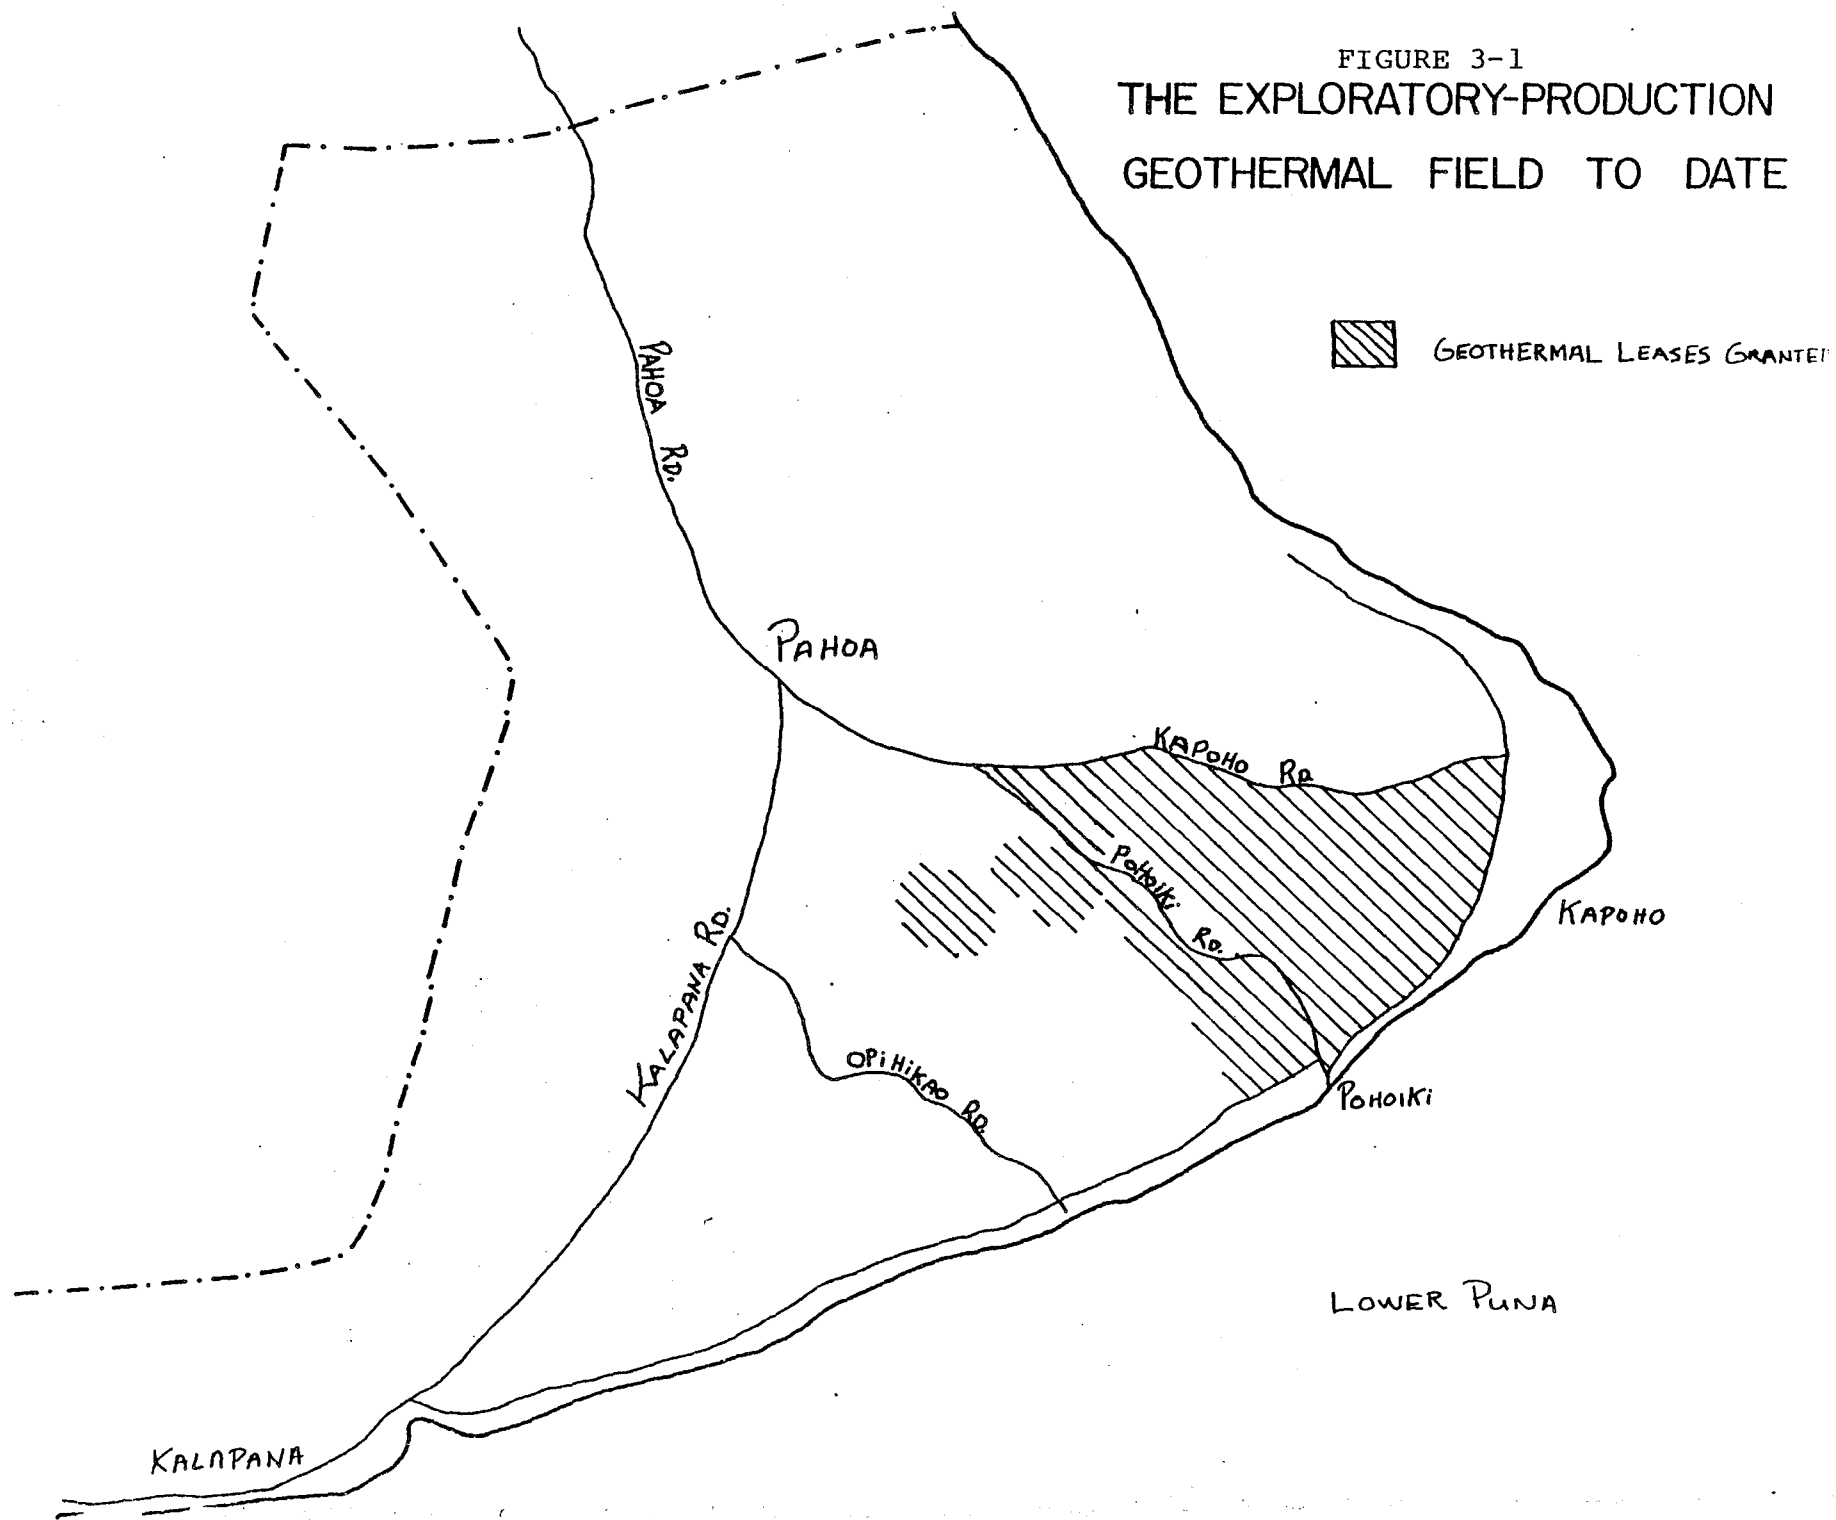 FIGURE 3-1
THE EXPLORATORY-PRODUCTION
GEOTHERMAL FIELD TO DATE
GEOTHERMAL LEASES GRANTE
PAHOA RD.
PAHOA
KAPOHO RD
POHOIKI RD.
KAPOHO
KALAPANA RD.
OPIHIKAO RD.
POHOIKI
LOWER PUNA
KALAPANA